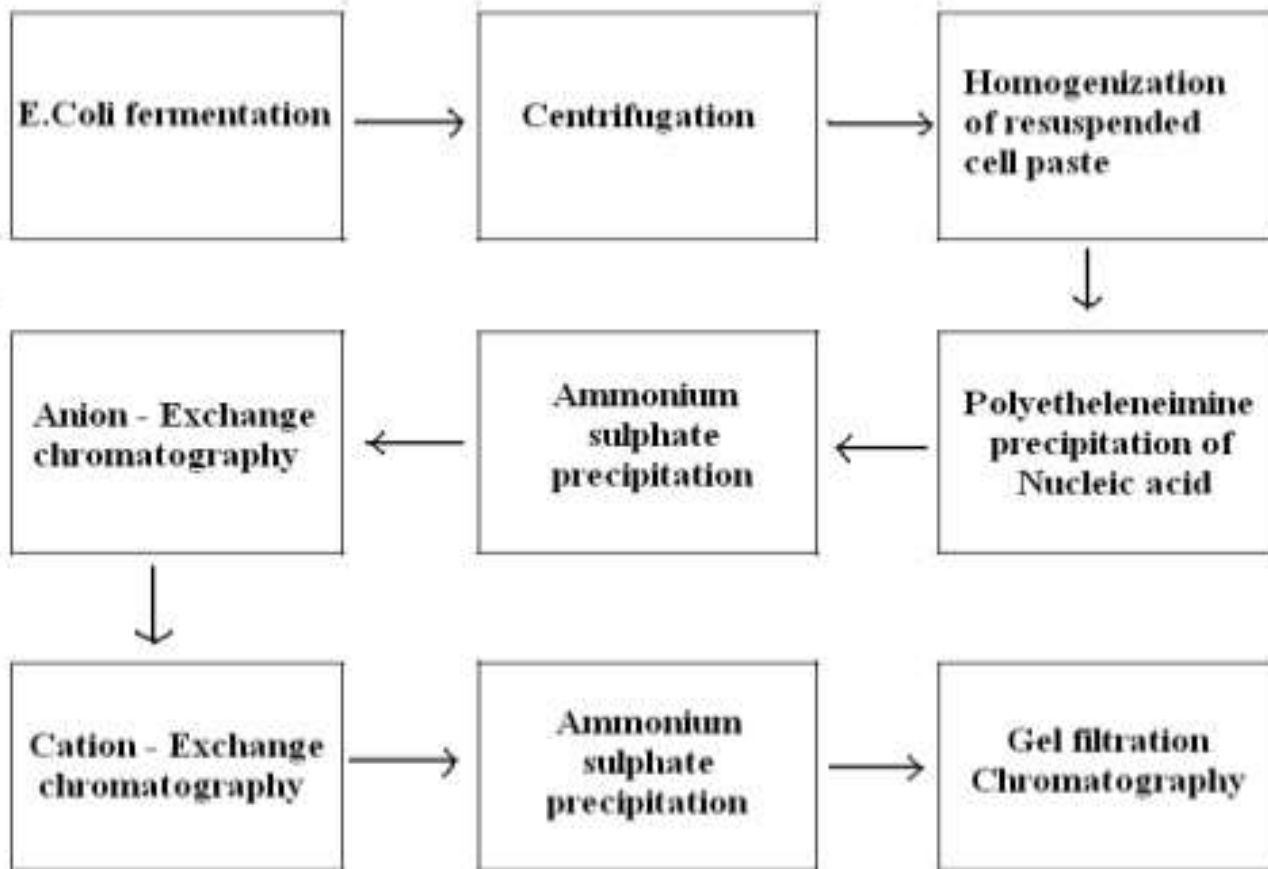 E.Coli fermentation
Centrifugation
Homogenization
of resuspended
cell paste
Polyetheleneimine
precipitation of
Nucleic acid
Ammonium
sulphate
precipitation
Anion - Exchange
chromatography
Cation - Exchange
chromatography
Ammonium
sulphate
precipitation
Gel filtration
Chromatography